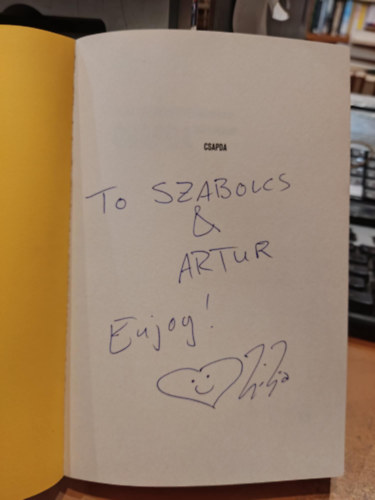 CSAPDA
To SZABOLCS
&
ARTUR
Enjoy!